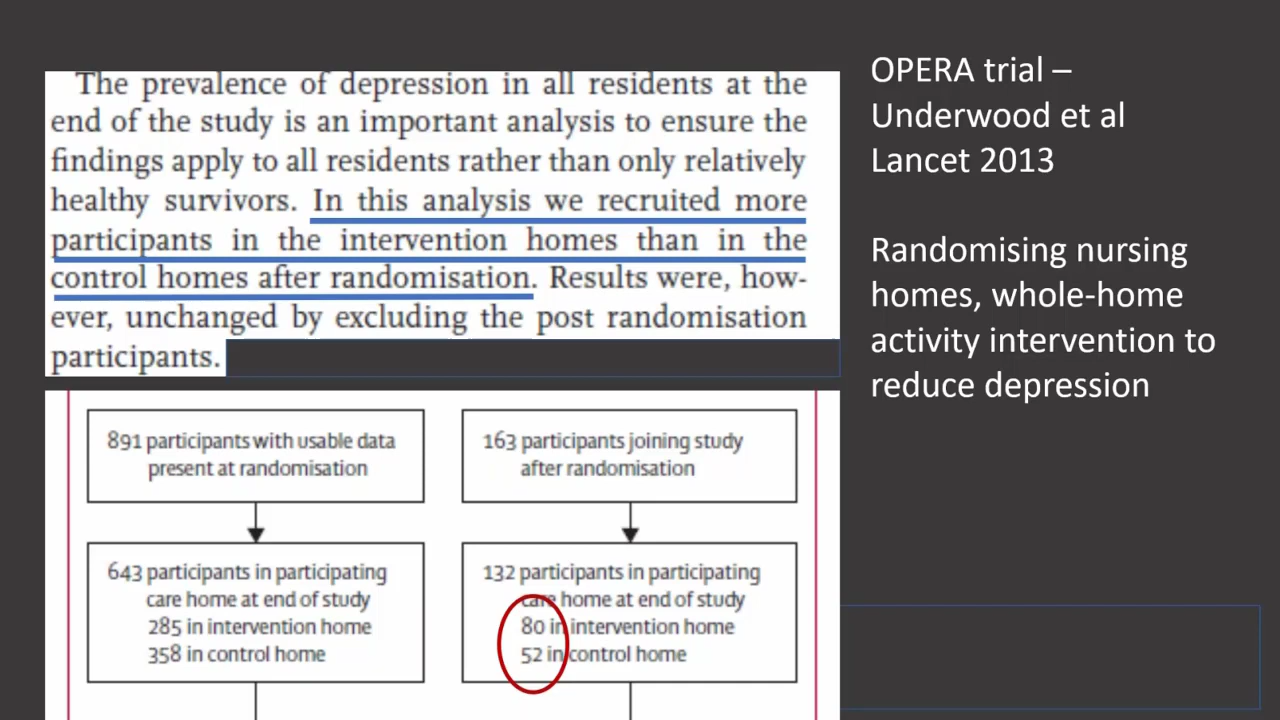 The prevalence of depression in all residents at the
end of the study is an important analysis to ensure the
findings apply to all residents rather than only relatively
healthy survivors. In this analysis we recruited more
participants in the intervention homes than in the
control homes after randomisation. Results were, how-
ever, unchanged by excluding the post randomisation
participants.
OPERA trial –
Underwood et al
Lancet 2013
Randomising nursing
homes, whole-home
activity intervention to
reduce depression
891 participants with usable data
present at randomisation
163 participants joining study
after randomisation
643 participants in participating
care home at end of study
285 in intervention home
358 in control home
132 participants in participating
care home at end of study
80 in intervention home
52 in control home